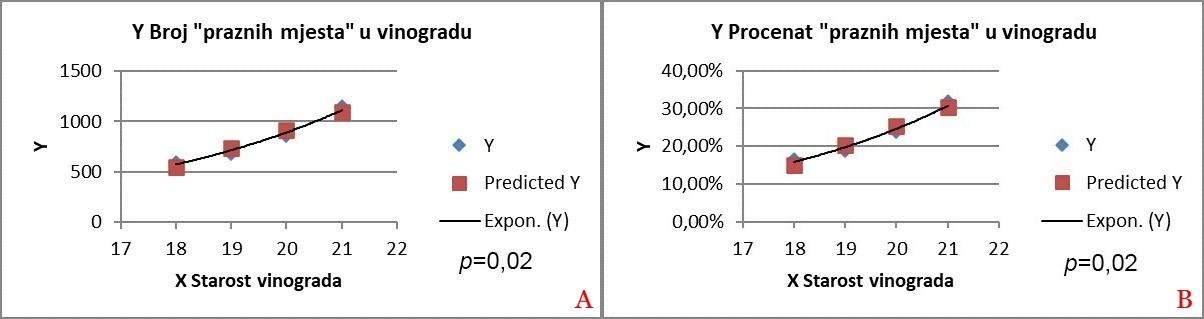 Y Broj "praznih mjesta" u vinogradu
1500
1000
500
0
Y
17
18
19
20
21
22
X Starost vinograda
Y
Predicted Y
Expon. (Y)
p=0,02
A
Y Procenat "praznih mjesta" u vinogradu
40,00%
30,00%
20,00%
10,00%
0,00%
Y
17
18
19
20
21
22
X Starost vinograda
Y
Predicted Y
Expon. (Y)
p=0,02
B